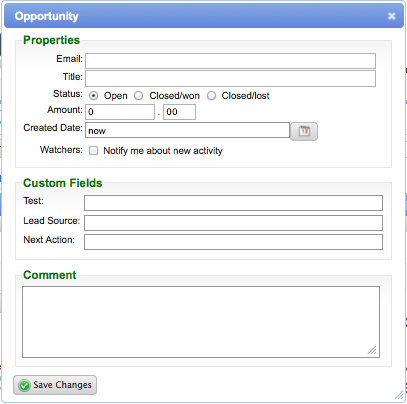 Opportunity
Properties
Email:
Title:
Status: Open Closed/won Closed/lost
Amount: 0 . 00
Created Date: now
Watchers: Notify me about new activity
Custom Fields
Test:
Lead Source:
Next Action:
Comment
Save Changes